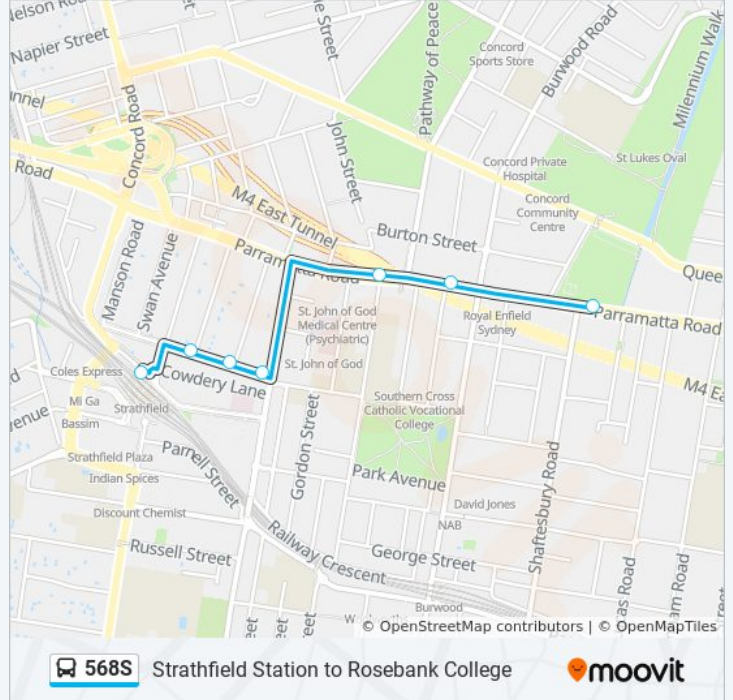 Nelson Ro
Napier Street
e Street
Pathway of Peace
Concord
Sports Store
Burwood Road
Millennium Walk
unnel
Concord Road
John Street
St Lukes Oval
Road
Concord Private
Hospital
M4 East Tunnel
Concord
Community
Centre
Burton Street
Manson Road
Swan Avenue
Parramatta Road
Quee
St. John of God
Medical Centre
(Psychiatric)
Royal Enfield
Sydney
Parramatta Road
St. John of God
Coles Express
Cowdery Lane
M4 Ea
Mi Ga
Strathfield
Southern Cross
Catholic Vocational
College
Bassim
venue
Gordon Street
Parnell Street
Strathfield Plaza
Indian Spices
Park Avenue
Shaftesbury Road
David Jones
Discount Chemist
NAB
Russell Street
Railway Crescent
George Street
Burwood
© OpenStreetMap contributors | © OpenMapTiles
568S Strathfield Station to Rosebank College moovit